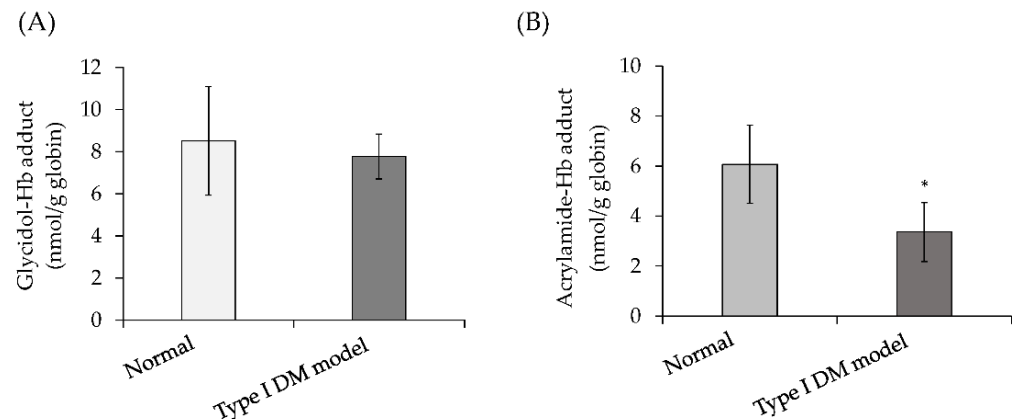 (A)
Glycidol-Hb adduct
(nmol/g globin)
12
10
8
6
4
2
0
Normal
Type I DM model
(B)
Acrylamide-Hb adduct
(nmol/g globin)
10
8
6
4
2
0
*
Normal
Type I DM model